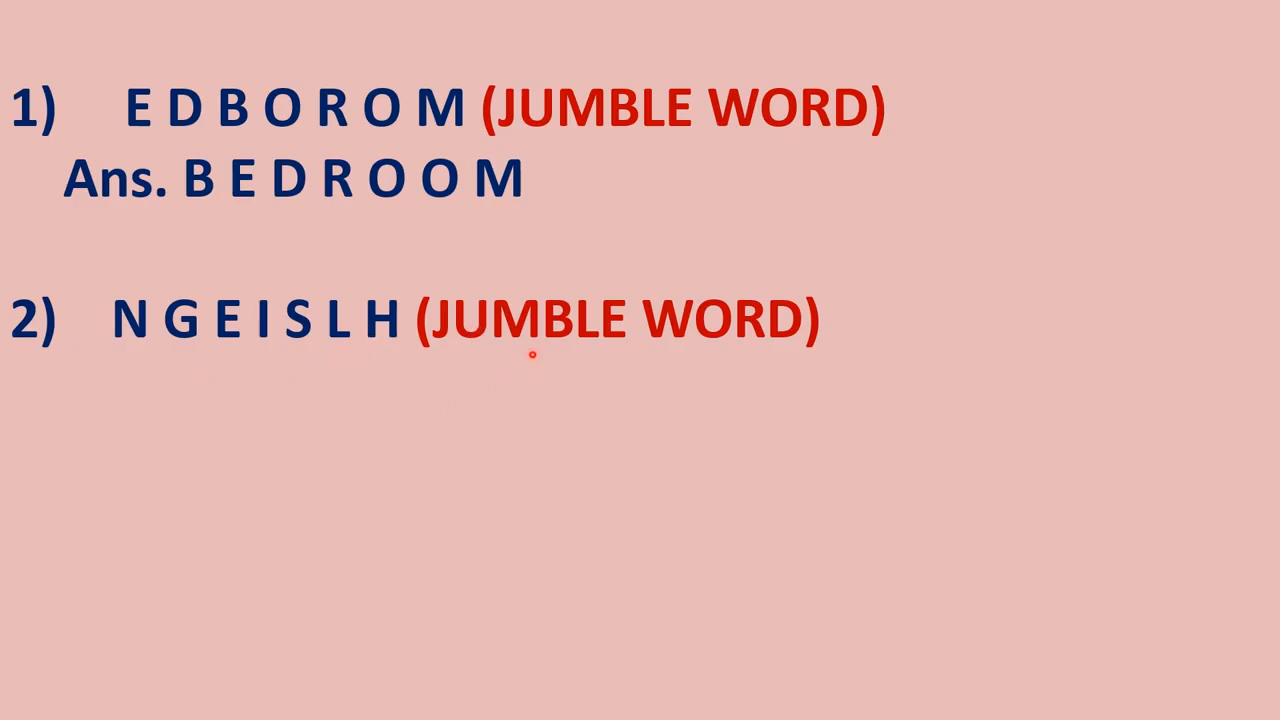 1) E D B O R O M (JUMBLE WORD)
Ans. B E D R O O M
2) N G E I S L H (JUMBLE WORD)